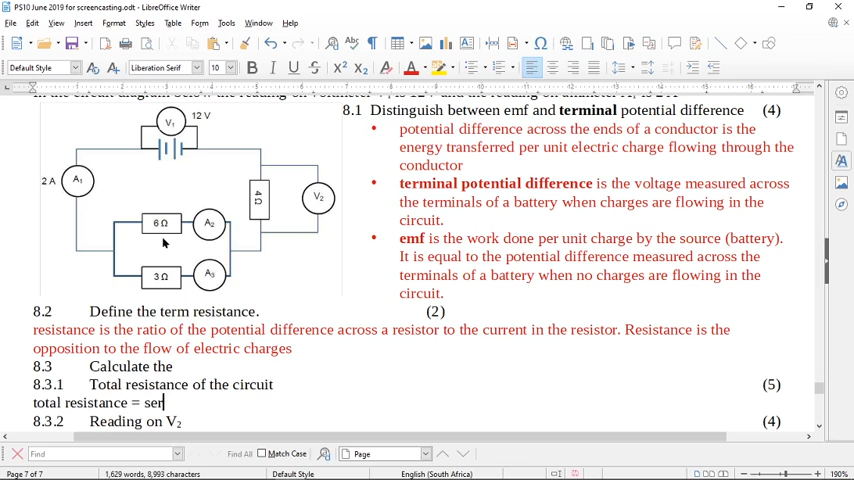 PS10 June 2019 for screencasting.odt - LibreOffice Writer
File Edit View Insert Format Styles Table Form Tools Window Help
Default Style Liberation Serif 10
8.1 Distinguish between emf and terminal potential difference (4)
V1 12 V
• potential difference across the ends of a conductor is the
energy transferred per unit electric charge flowing through the
conductor
2 A A1 4 Ω V2
• terminal potential difference is the voltage measured across
the terminals of a battery when charges are flowing in the
circuit.
6 Ω A2
3 Ω A3
• emf is the work done per unit charge by the source (battery).
It is equal to the potential difference measured across the
terminals of a battery when no charges are flowing in the
circuit.
8.2 Define the term resistance. (2)
resistance is the ratio of the potential difference across a resistor to the current in the resistor. Resistance is the
opposition to the flow of electric charges
8.3 Calculate the
8.3.1 Total resistance of the circuit (5)
total resistance = ser
8.3.2 Reading on V2 (4)
Find Find All Match Case Page
Page 7 of 7 1,629 words, 8,993 characters Default Style English (South Africa) 190%